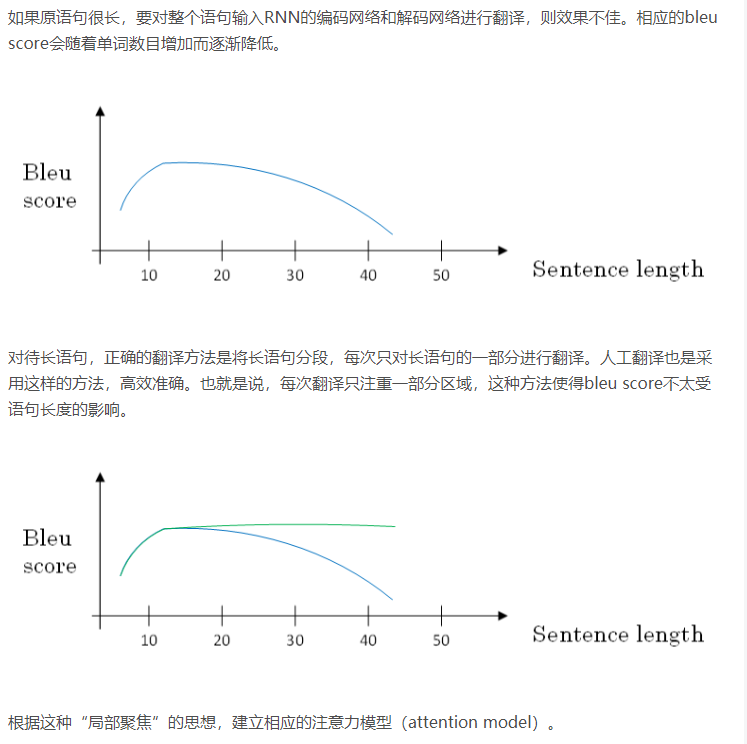 如果原语句很长，要对整个语句输入RNN的编码网络和解码网络进行翻译，则效果不佳。相应的bleu
score会随着单词数目增加而逐渐降低。
Bleu
score
10 20 30 40 50
Sentence length
对待长语句，正确的翻译方法是将长语句分段，每次只对长语句的一部分进行翻译。人工翻译也是采
用这样的方法，高效准确。也就是说，每次翻译只注重一部分区域，这种方法使得bleu score不太受
语句长度的影响。
Bleu
score
10 20 30 40 50
Sentence length
根据这种“局部聚焦”的思想，建立相应的注意力模型（attention model）。